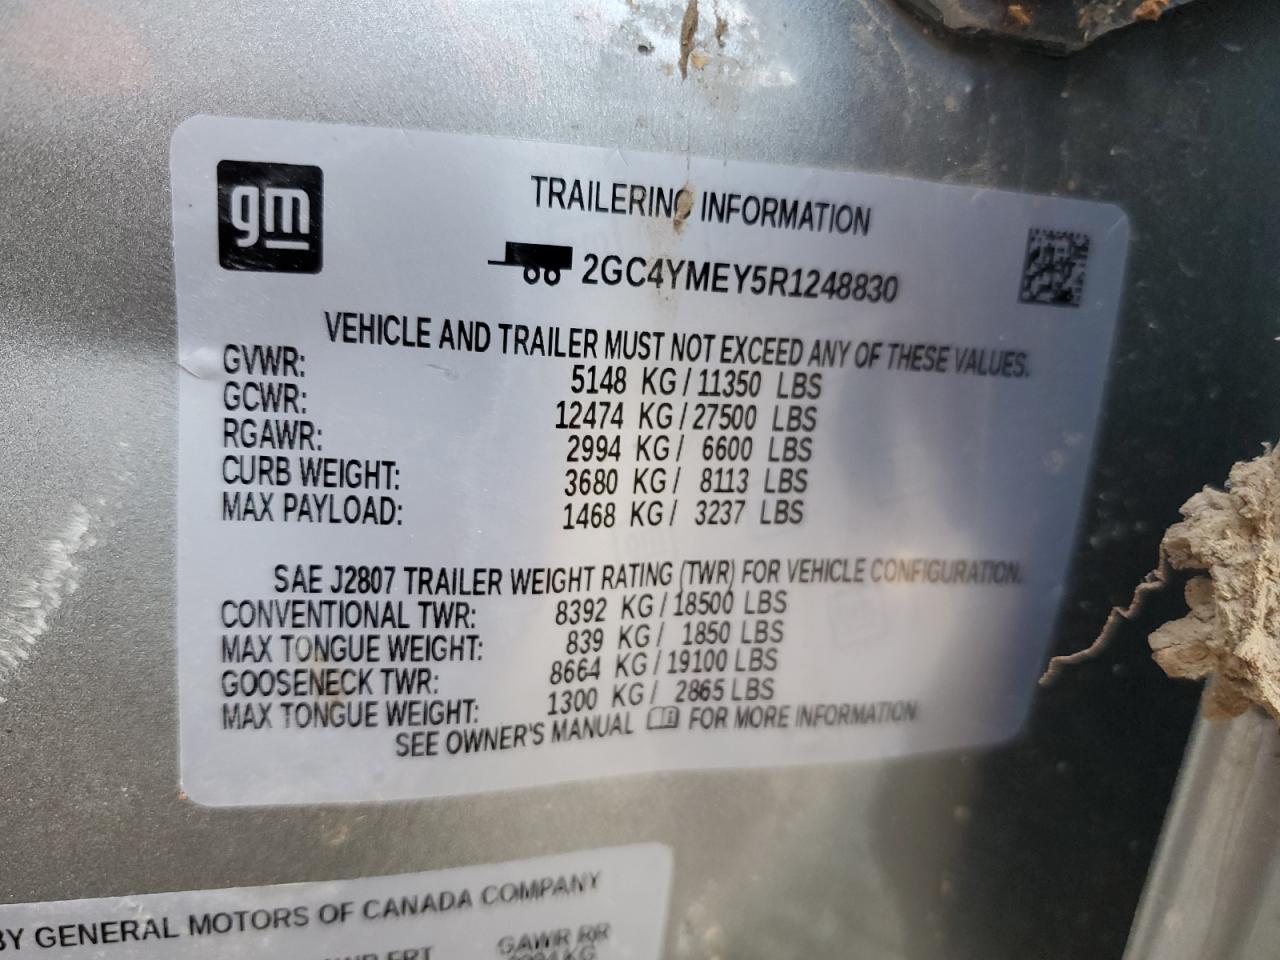 gm
TRAILERING INFORMATION
2GC4YMEY5R1248830
VEHICLE AND TRAILER MUST NOT EXCEED ANY OF THESE VALUES.
GVWR: 5148 KG / 11350 LBS
GCWR: 12474 KG / 27500 LBS
RGAWR: 2994 KG / 6600 LBS
CURB WEIGHT: 3680 KG / 8113 LBS
MAX PAYLOAD: 1468 KG / 3237 LBS
SAE J2807 TRAILER WEIGHT RATING (TWR) FOR VEHICLE CONFIGURATION.
CONVENTIONAL TWR: 8392 KG / 18500 LBS
MAX TONGUE WEIGHT: 839 KG / 1850 LBS
GOOSENECK TWR: 8664 KG / 19100 LBS
MAX TONGUE WEIGHT: 1300 KG / 2865 LBS
SEE OWNER'S MANUAL FOR MORE INFORMATION
BY GENERAL MOTORS OF CANADA COMPANY
FRT GAWR RR